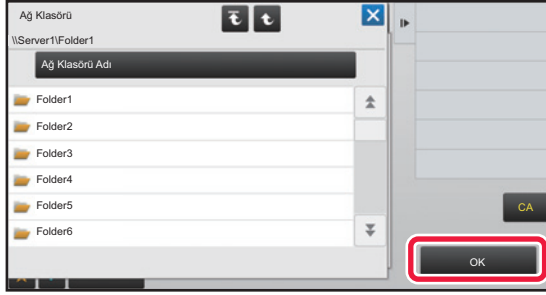 Ağ Klasörü
\\Server1\Folder1
Ağ Klasörü Adı
Folder1
Folder2
Folder3
Folder4
Folder5
Folder6
CA
OK